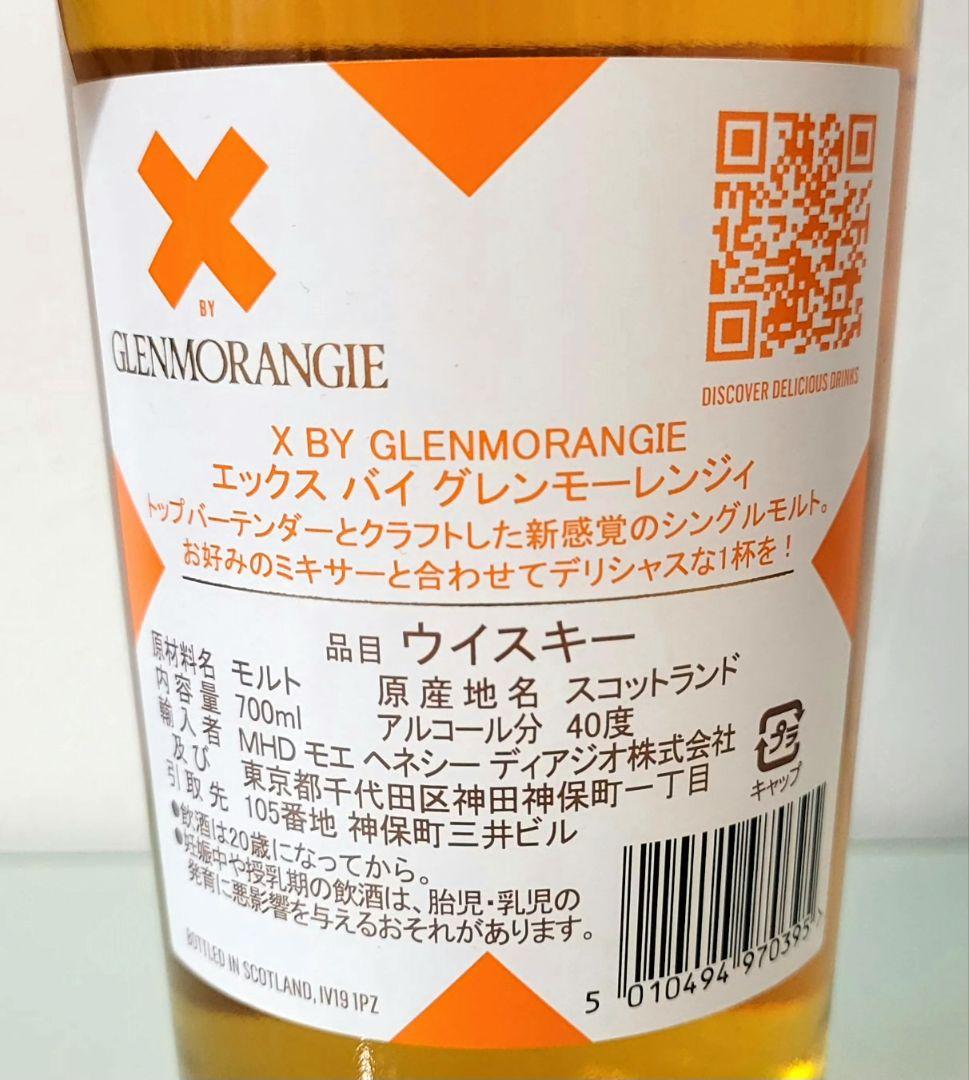 X
BY
GLENMORANGIE
DISCOVER DELICIOUS DRINKS
X BY GLENMORANGIE
エックス バイ グレンモーレンジィ
トップバーテンダーとクラフトした新感覚のシングルモルト。
お好みのミキサーと合わせてデリシャスな1杯を！
品目 ウイスキー
原材料名 モルト 原産地名 スコットランド
内容量 700ml アルコール分 40度
輸入者 MHD モエ ヘネシー ディアジオ株式会社
及び 東京都千代田区神田神保町一丁目
引取先 105番地 神保町三井ビル
プラ
キャップ
●飲酒は20歳になってから。
●妊娠中や授乳期の飲酒は、胎児・乳児の
発育に悪影響を与えるおそれがあります。
BOTTLED IN SCOTLAND, IV19 1PZ
5 010494 970395 >